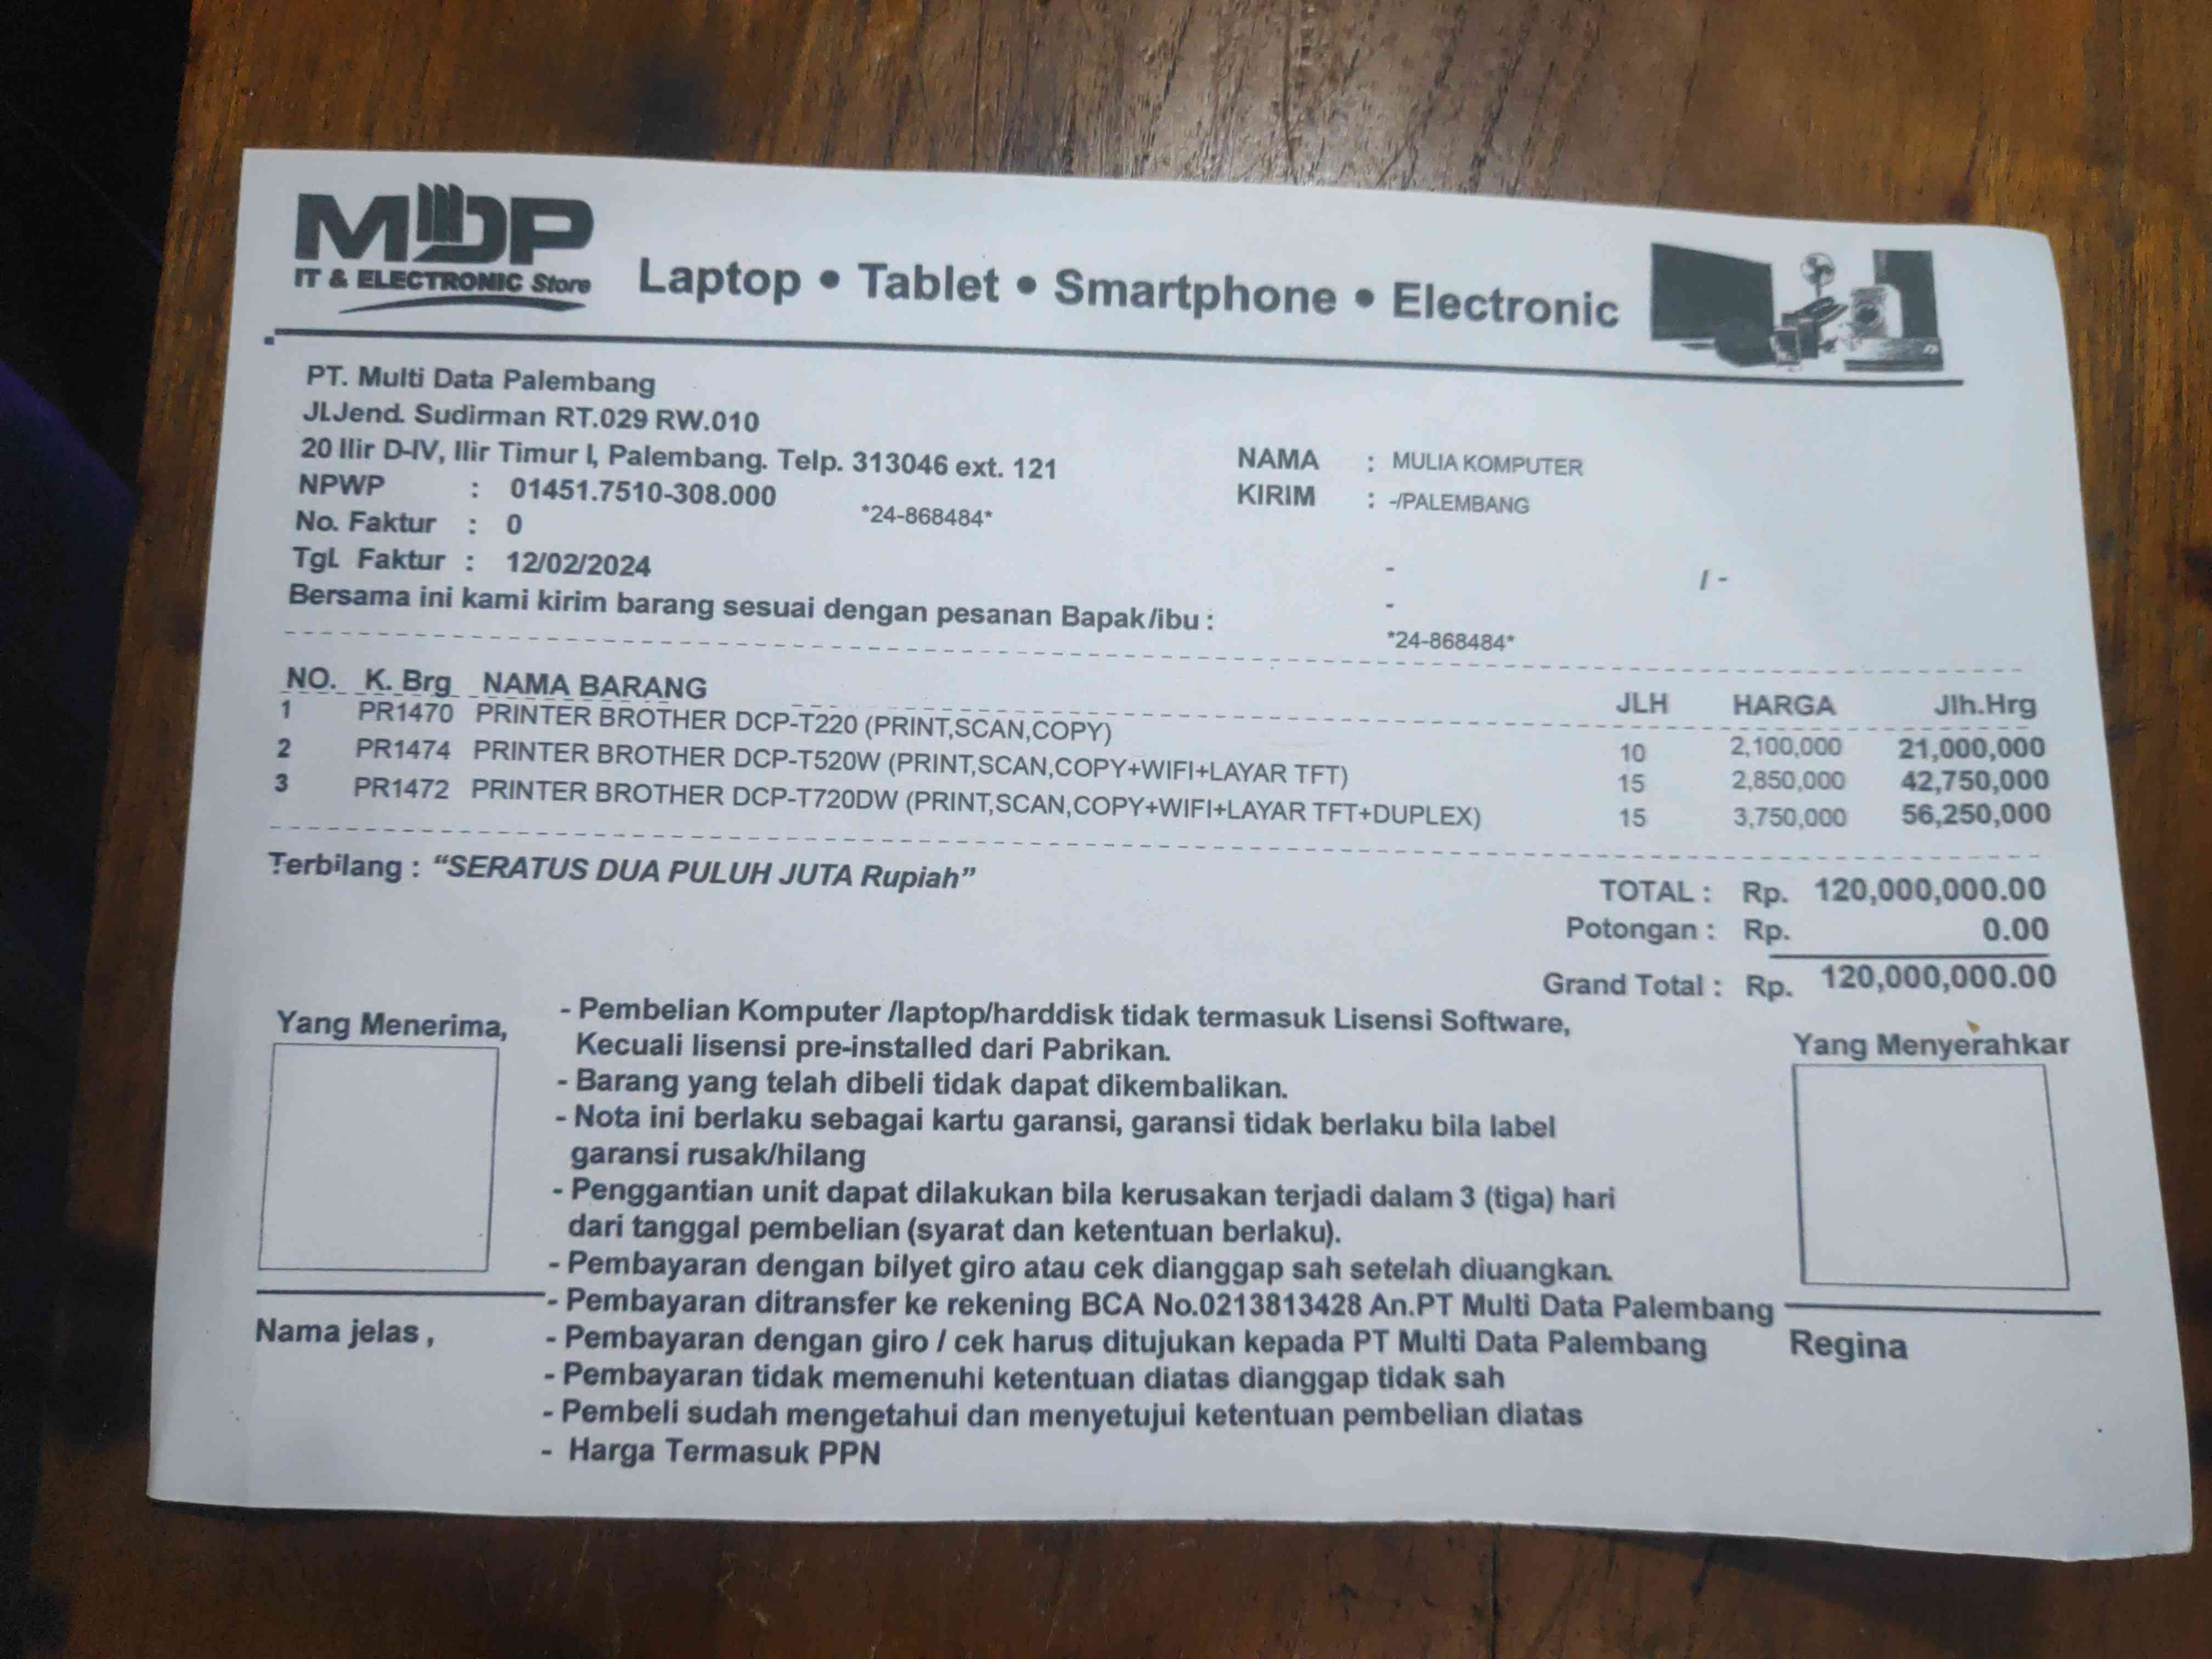 MDP
IT & ELECTRONIC Store
Laptop • Tablet • Smartphone • Electronic
PT. Multi Data Palembang
Jl.Jend. Sudirman RT.029 RW.010
20 Ilir D-IV, Ilir Timur I, Palembang. Telp. 313046 ext. 121
NPWP : 01451.7510-308.000
No. Faktur : 0 *24-868484*
Tgl. Faktur : 12/02/2024
NAMA : MULIA KOMPUTER
KIRIM : -/PALEMBANG
- / -
-
Bersama ini kami kirim barang sesuai dengan pesanan Bapak/ibu :
*24-868484*
NO. K. Brg NAMA BARANG JLH HARGA Jlh.Hrg
1 PR1470 PRINTER BROTHER DCP-T220 (PRINT,SCAN,COPY) 10 2,100,000 21,000,000
2 PR1474 PRINTER BROTHER DCP-T520W (PRINT,SCAN,COPY+WIFI+LAYAR TFT) 15 2,850,000 42,750,000
3 PR1472 PRINTER BROTHER DCP-T720DW (PRINT,SCAN,COPY+WIFI+LAYAR TFT+DUPLEX) 15 3,750,000 56,250,000
Terbilang : “SERATUS DUA PULUH JUTA Rupiah”
TOTAL : Rp. 120,000,000.00
Potongan : Rp. 0.00
Grand Total : Rp. 120,000,000.00
Yang Menerima,
- Pembelian Komputer /laptop/harddisk tidak termasuk Lisensi Software,
Kecuali lisensi pre-installed dari Pabrikan.
- Barang yang telah dibeli tidak dapat dikembalikan.
- Nota ini berlaku sebagai kartu garansi, garansi tidak berlaku bila label
garansi rusak/hilang
- Penggantian unit dapat dilakukan bila kerusakan terjadi dalam 3 (tiga) hari
dari tanggal pembelian (syarat dan ketentuan berlaku).
- Pembayaran dengan bilyet giro atau cek dianggap sah setelah diuangkan.
- Pembayaran ditransfer ke rekening BCA No.0213813428 An.PT Multi Data Palembang
- Pembayaran dengan giro / cek harus ditujukan kepada PT Multi Data Palembang
- Pembayaran tidak memenuhi ketentuan diatas dianggap tidak sah
- Pembeli sudah mengetahui dan menyetujui ketentuan pembelian diatas
- Harga Termasuk PPN
Nama jelas ,
Yang Menyerahkar
Regina